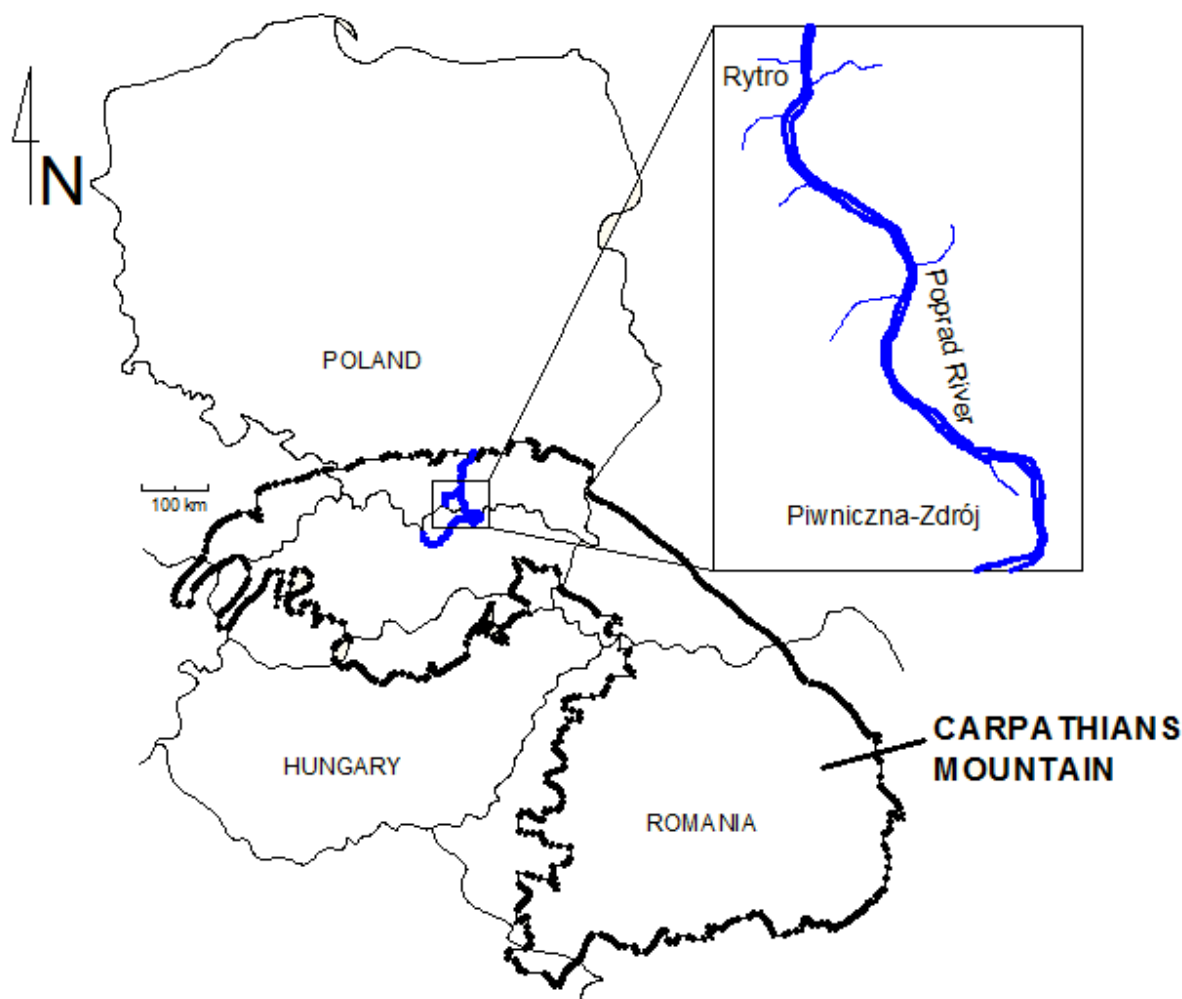 Rytro
N
Poprad River
POLAND
100 km
Piwniczna-Zdrój
CARPATHIANS
MOUNTAIN
HUNGARY
ROMANIA